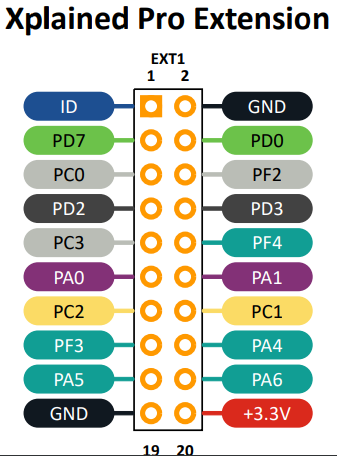 Xplained Pro Extension
EXT1
1 2
ID GND
PD7 PD0
PC0 PF2
PD2 PD3
PC3 PF4
PA0 PA1
PC2 PC1
PF3 PA4
PA5 PA6
GND +3.3V
19 20